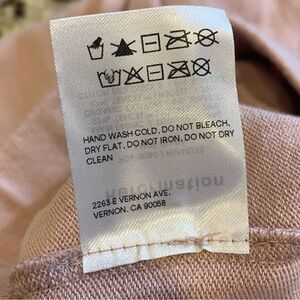 HAND WASH COLD, DO NOT BLEACH,
DRY FLAT, DO NOT IRON, DO NOT DRY
CLEAN
2263 E VERNON AVE.
VERNON, CA 90058